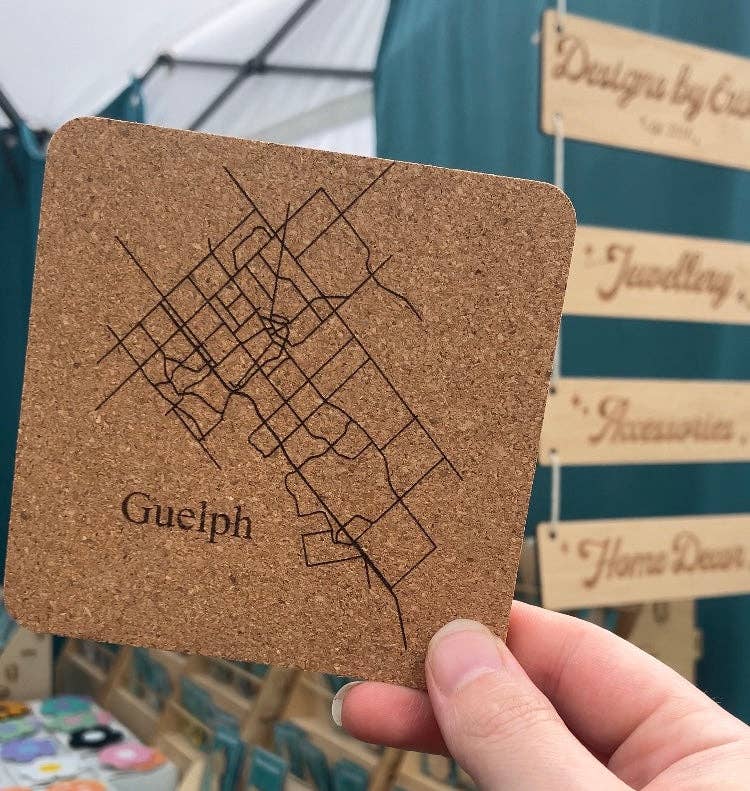 Guelph
Designs by
Jewellery
Accessories
Home Decor